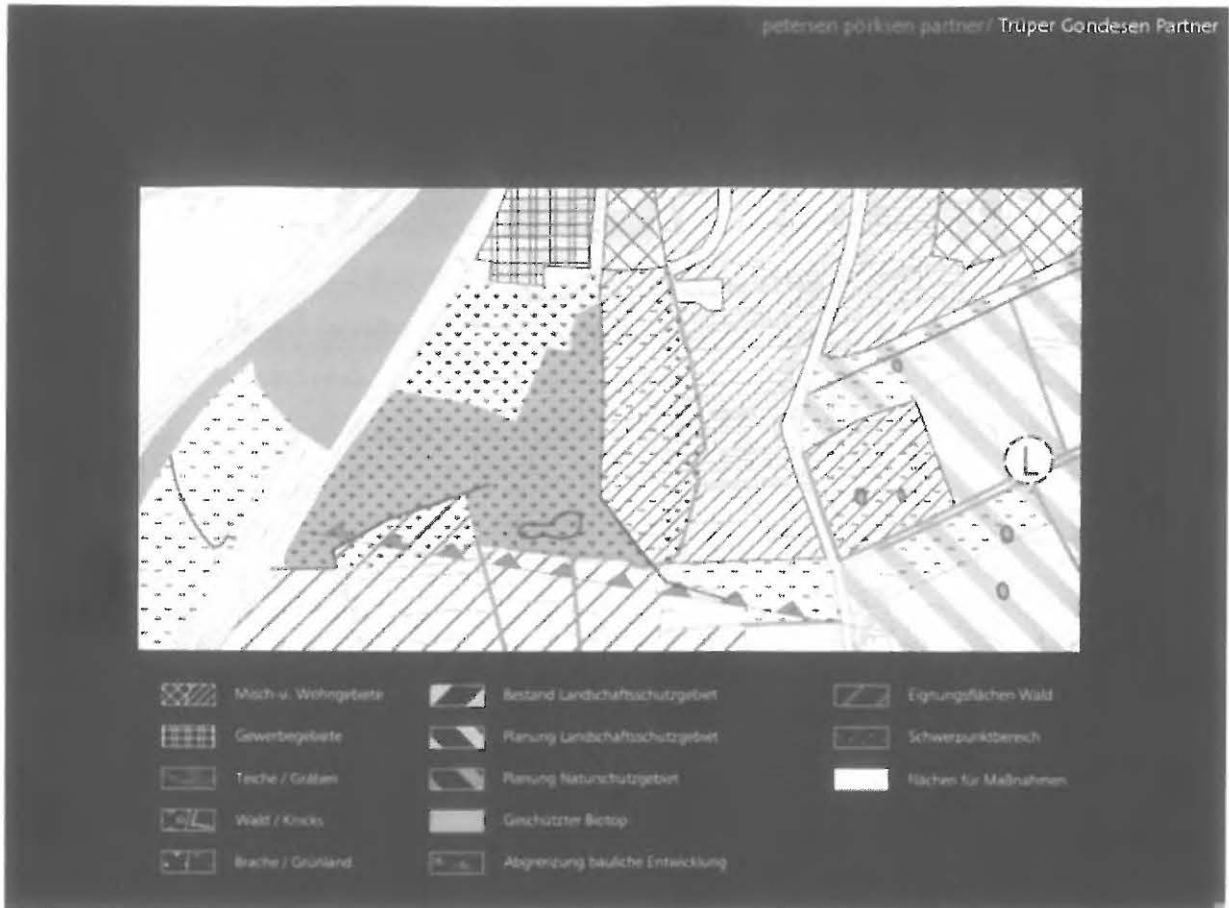 petersen pörksen partner / Trüper Gondesen Partner
L
Misch-u. Wohngebiete
Gewerbegebiete
Teiche / Gräben
Wald / Knicks
Brache / Grünland
Bestand Landschaftsschutzgebiet
Planung Landschaftsschutzgebiet
Planung Naturschutzgebiet
Geschützter Biotop
Abgrenzung bauliche Entwicklung
Eignungsflächen Wald
Schwerpunktbereich
Flächen für Maßnahmen